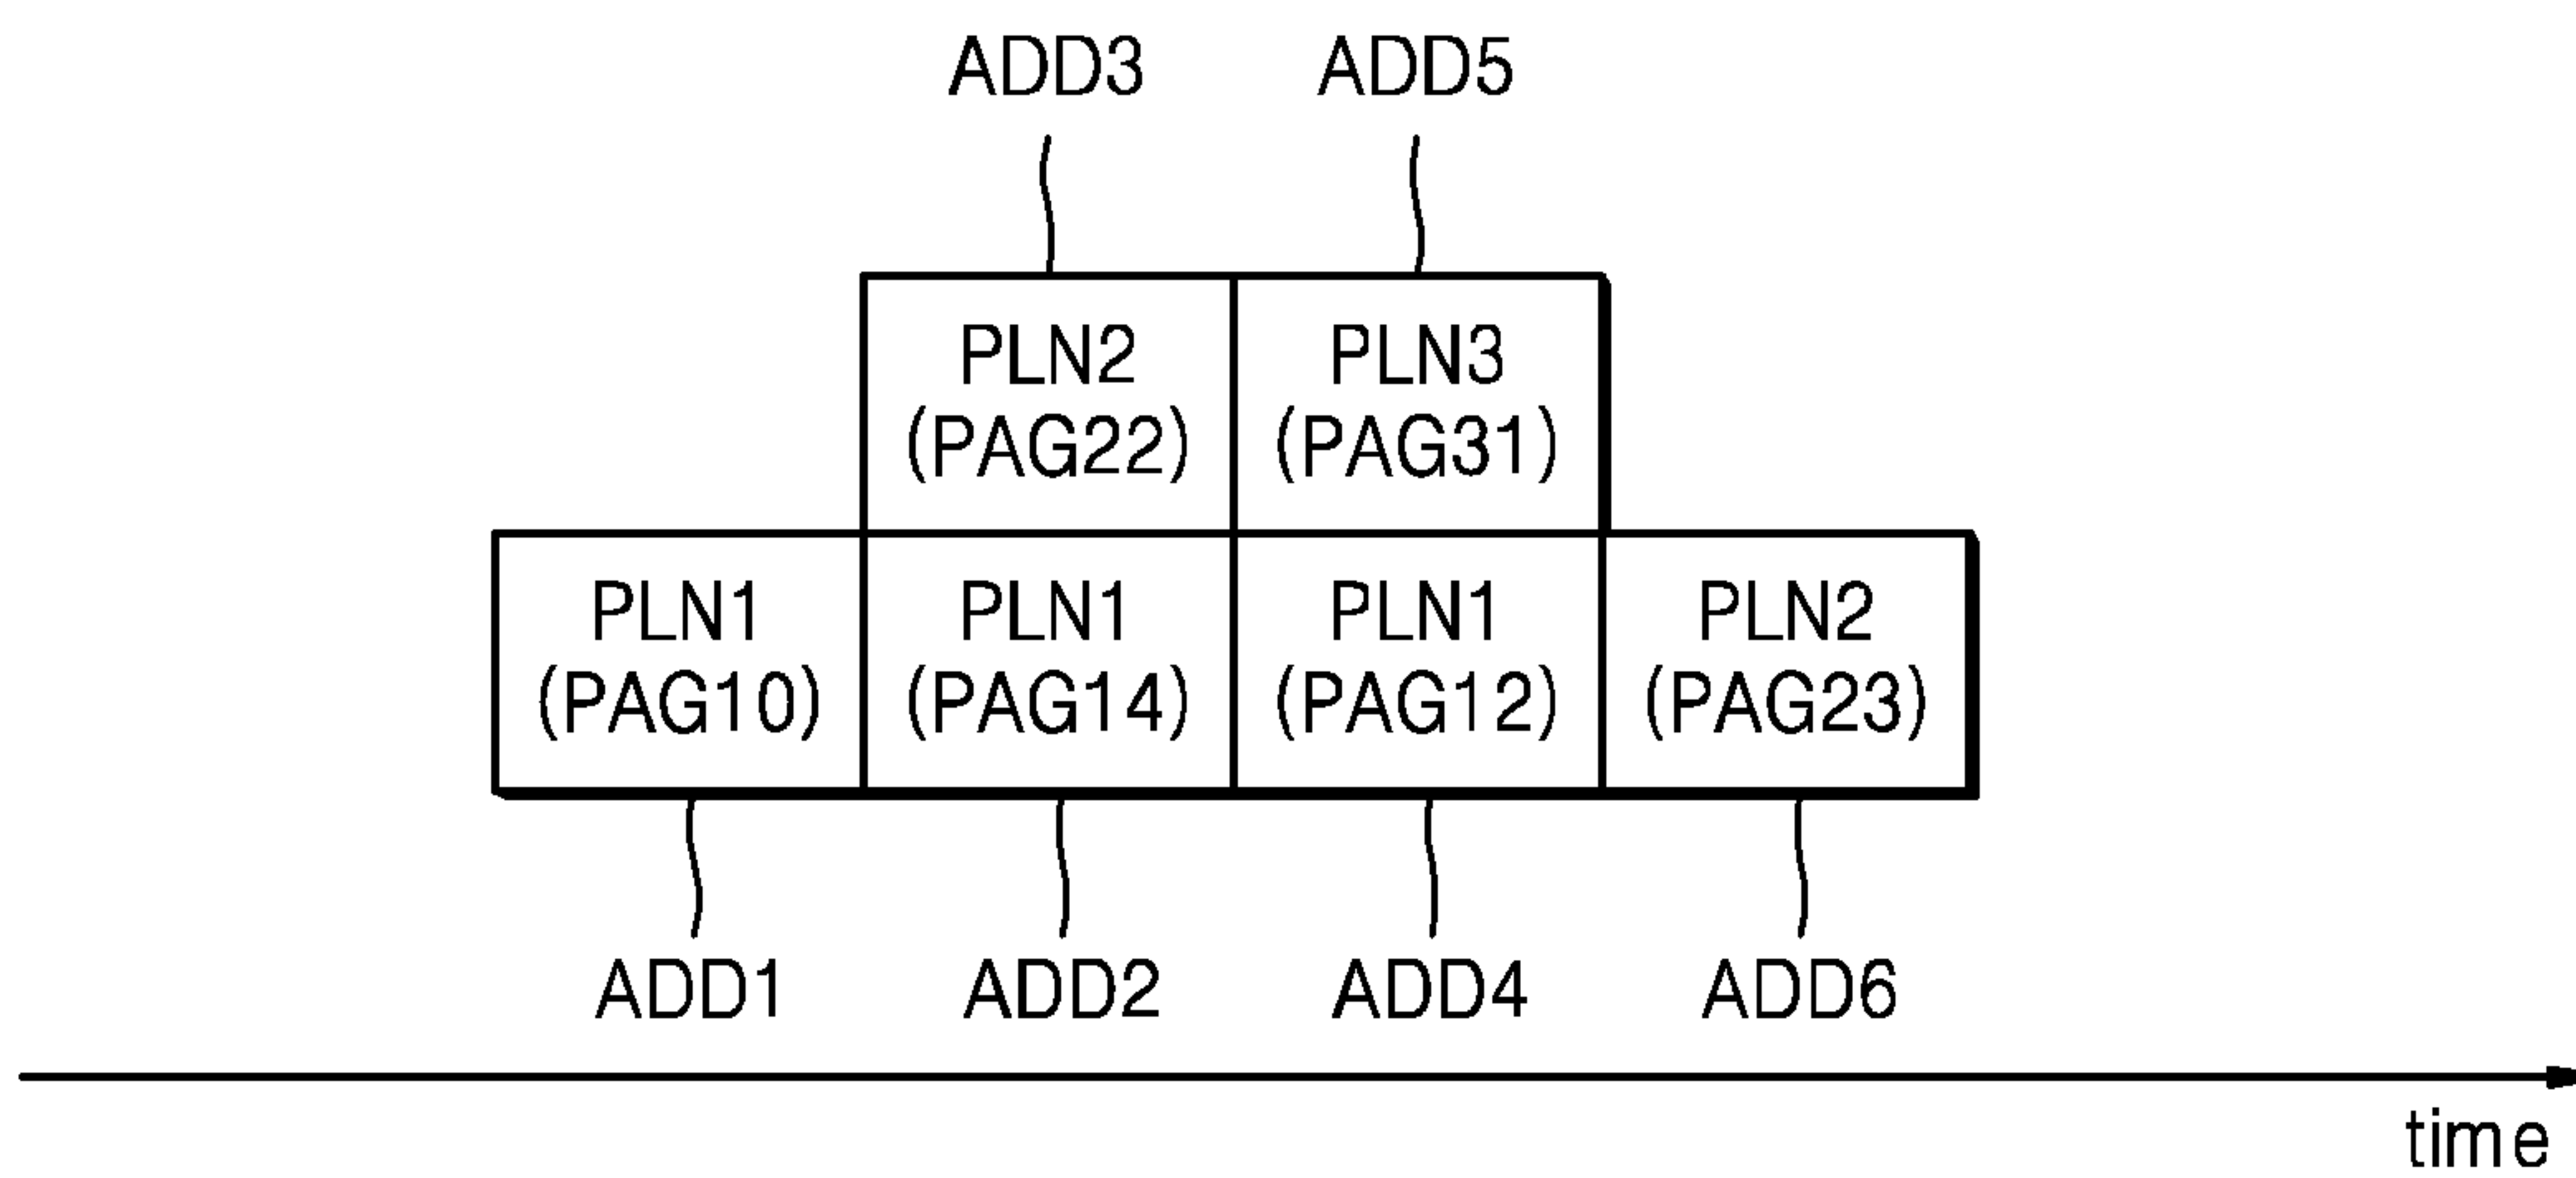 ADD3 ADD5
PLN2 PLN3
(PAG22) (PAG31)
PLN1 PLN1 PLN1 PLN2
(PAG10) (PAG14) (PAG12) (PAG23)
ADD1 ADD2 ADD4 ADD6
time